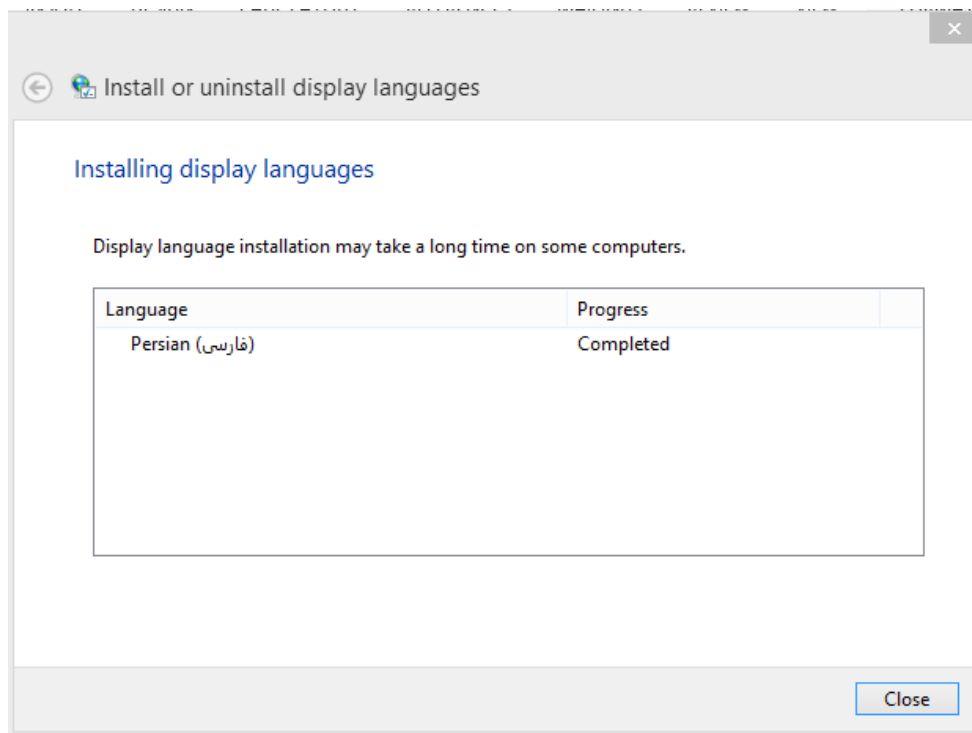 Install or uninstall display languages
Installing display languages
Display language installation may take a long time on some computers.
Language Progress
Persian (فارسی) Completed
Close